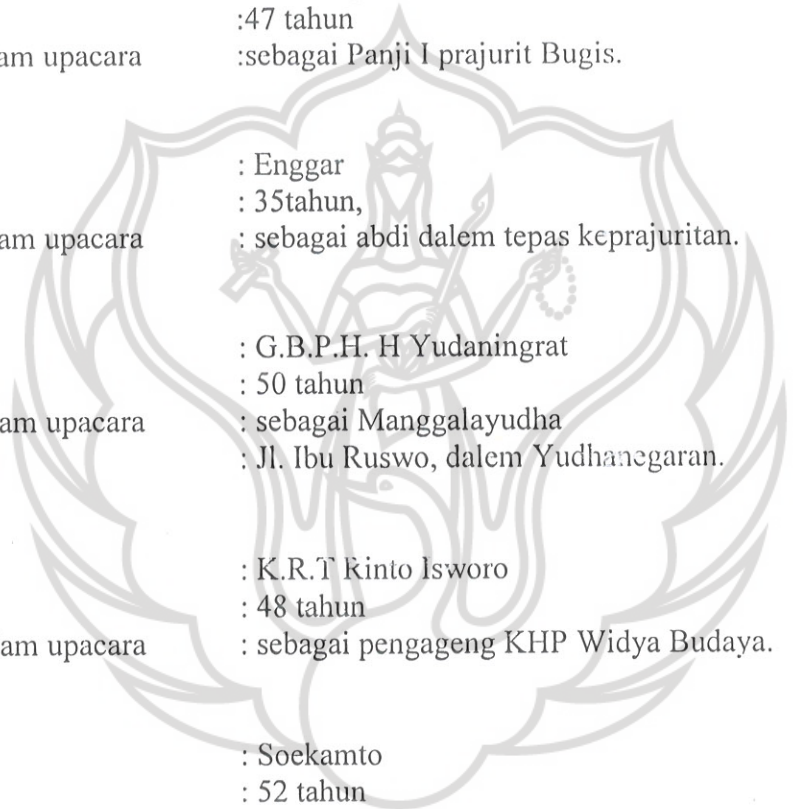 :47 tahun
am upacara :sebagai Panji I prajurit Bugis.
: Enggar
: 35tahun,
am upacara : sebagai abdi dalem tepas keprajuritan.
: G.B.P.H. H Yudaningrat
: 50 tahun
am upacara : sebagai Manggalayudha
: Jl. Ibu Ruswo, dalem Yudhanegaran.
: K.R.T Rinto Isworo
: 48 tahun
am upacara : sebagai pengageng KHP Widya Budaya.
: Soekamto
: 52 tahun